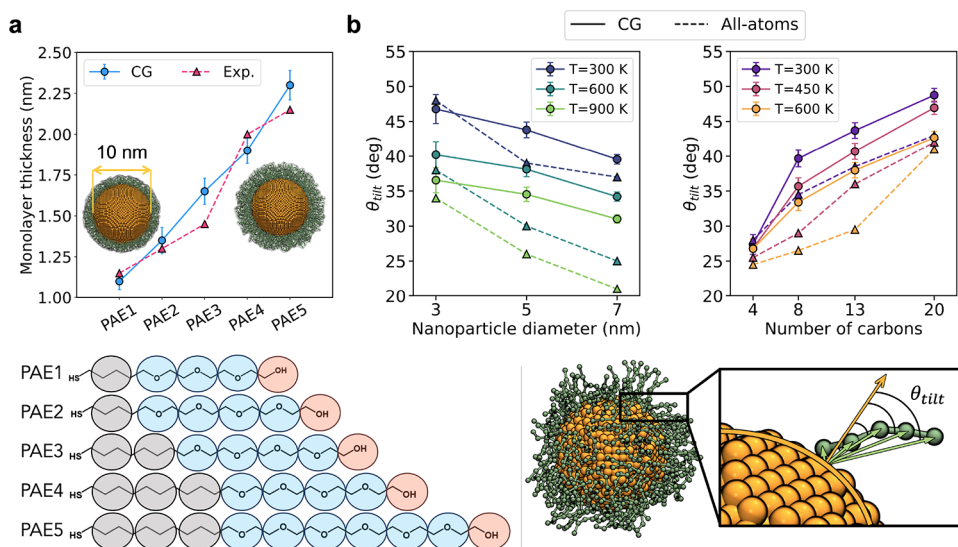 a
Monolayer thickness (nm)
2.50
2.25
2.00
1.75
1.50
1.25
1.00
CG
Exp.
10 nm
PAE1
PAE2
PAE3
PAE4
PAE5
b
CG
All-atoms
θtilt (deg)
55
50
45
40
35
30
25
20
T=300 K
T=600 K
T=900 K
3
5
7
Nanoparticle diameter (nm)
θtilt (deg)
55
50
45
40
35
30
25
20
T=300 K
T=450 K
T=600 K
4
8
13
20
Number of carbons
PAE1 HS O O O OH
PAE2 HS O O O OH
PAE3 HS O O O OH
PAE4 HS O O O OH
PAE5 HS O O O O O OH
θtilt